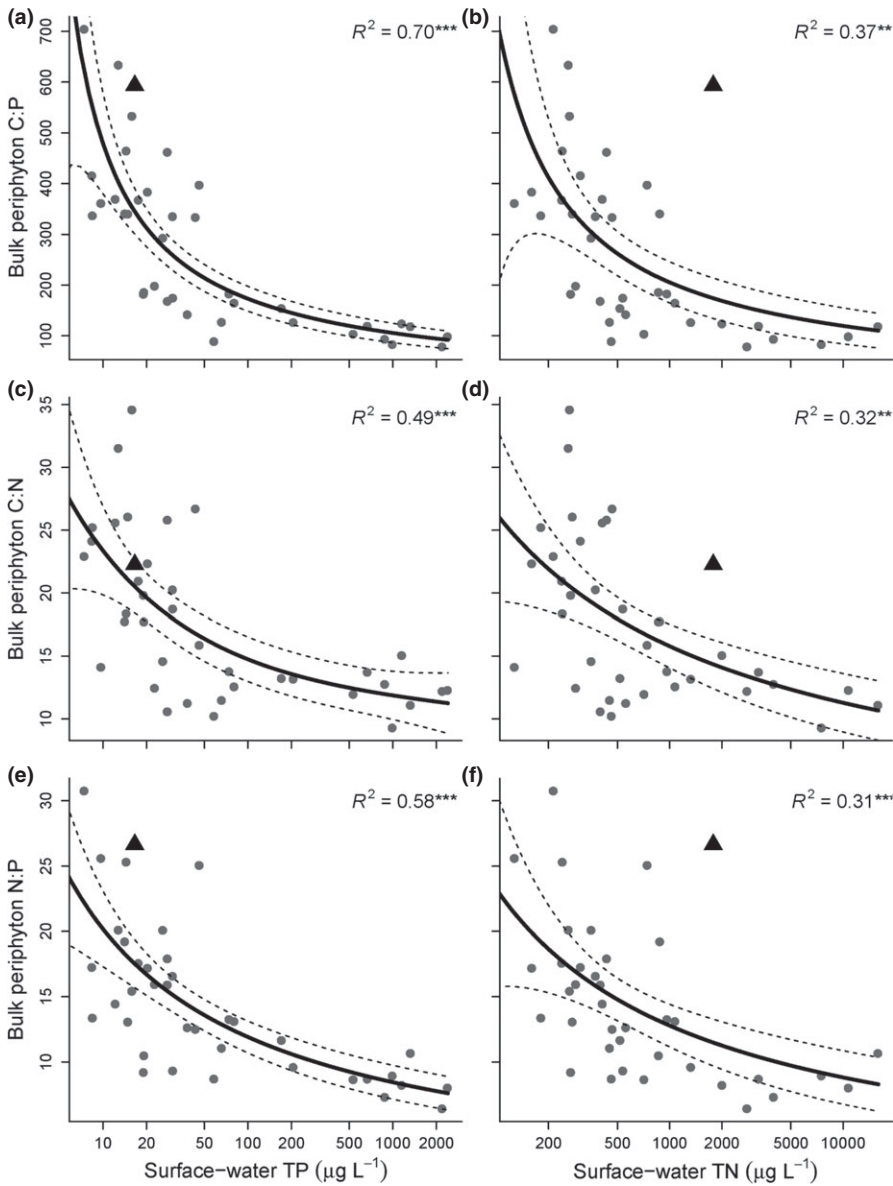 (a)
R² = 0.70***
Bulk periphyton C:P
700
600
500
400
300
200
100
(b)
R² = 0.37**
(c)
R² = 0.49***
Bulk periphyton C:N
35
30
25
20
15
10
(d)
R² = 0.32**
(e)
R² = 0.58***
Bulk periphyton N:P
30
25
20
15
10
10 20 50 100 200 500 1000 2000
Surface−water TP (µg L⁻¹)
(f)
R² = 0.31***
200 500 1000 2000 5000 10000
Surface−water TN (µg L⁻¹)